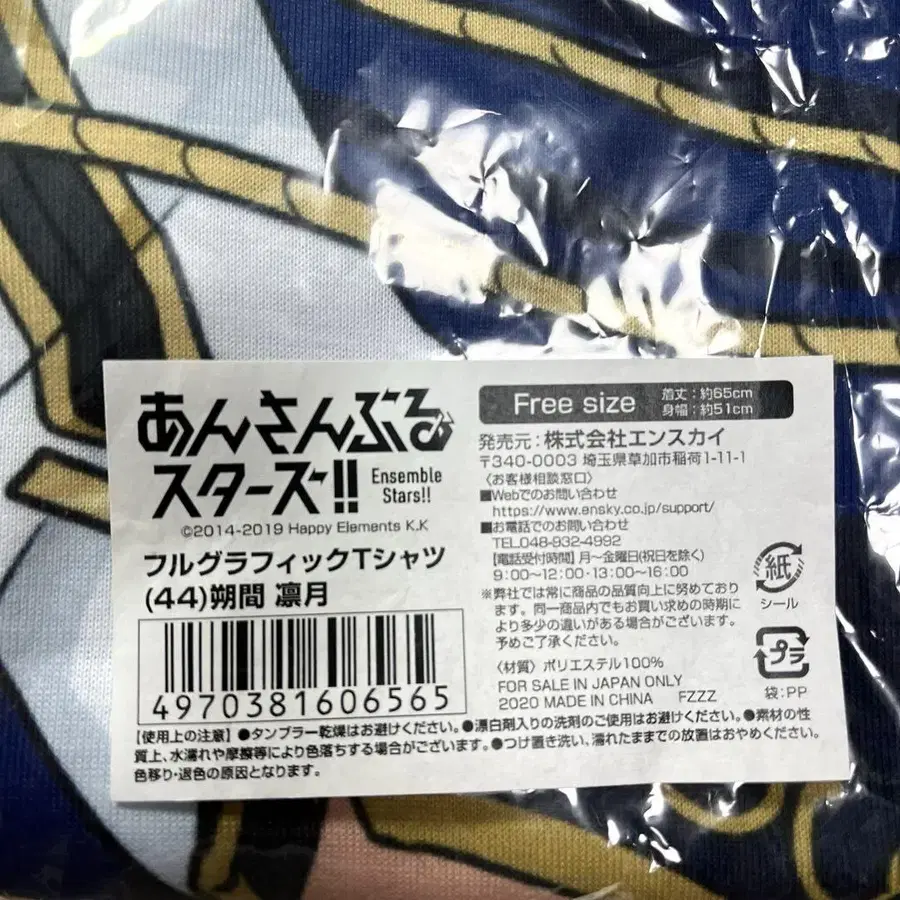 あんさんぶる
スターズ!!
Ensemble
Stars!!
©2014-2019 Happy Elements K.K
フルグラフィックTシャツ
(44)朔間 凛月
4970381606565
Free size
着丈:約65cm
身幅:約51cm
発売元:株式会社エンスカイ
〒340-0003 埼玉県草加市稲荷1-11-1
〈お客様相談窓口〉
■Webでのお問い合わせ
https://www.ensky.co.jp/support/
■お電話でのお問い合わせ
TEL.048-932-4992
【電話受付時間】月~金曜日(祝日を除く)
9:00~12:00・13:00~16:00
※弊社では常に商品の品質向上に努めており
ます。同一商品内でもお買い求めの時期によ
り多少の違いがある場合がございます。
予めご了承ください。
〈材質〉ポリエステル100%
FOR SALE IN JAPAN ONLY
2020 MADE IN CHINA FZZZ
紙
シール
プラ
袋:PP
【使用上の注意】●タンブラー乾燥はお避けください。●漂白剤入りの洗剤のご使用はお避けください。●素材の性
質上、水濡れや摩擦等により色落ちする場合がございます。●つけ置き洗い、濡れたままでの放置はおやめください。
色移り・退色の原因となります。